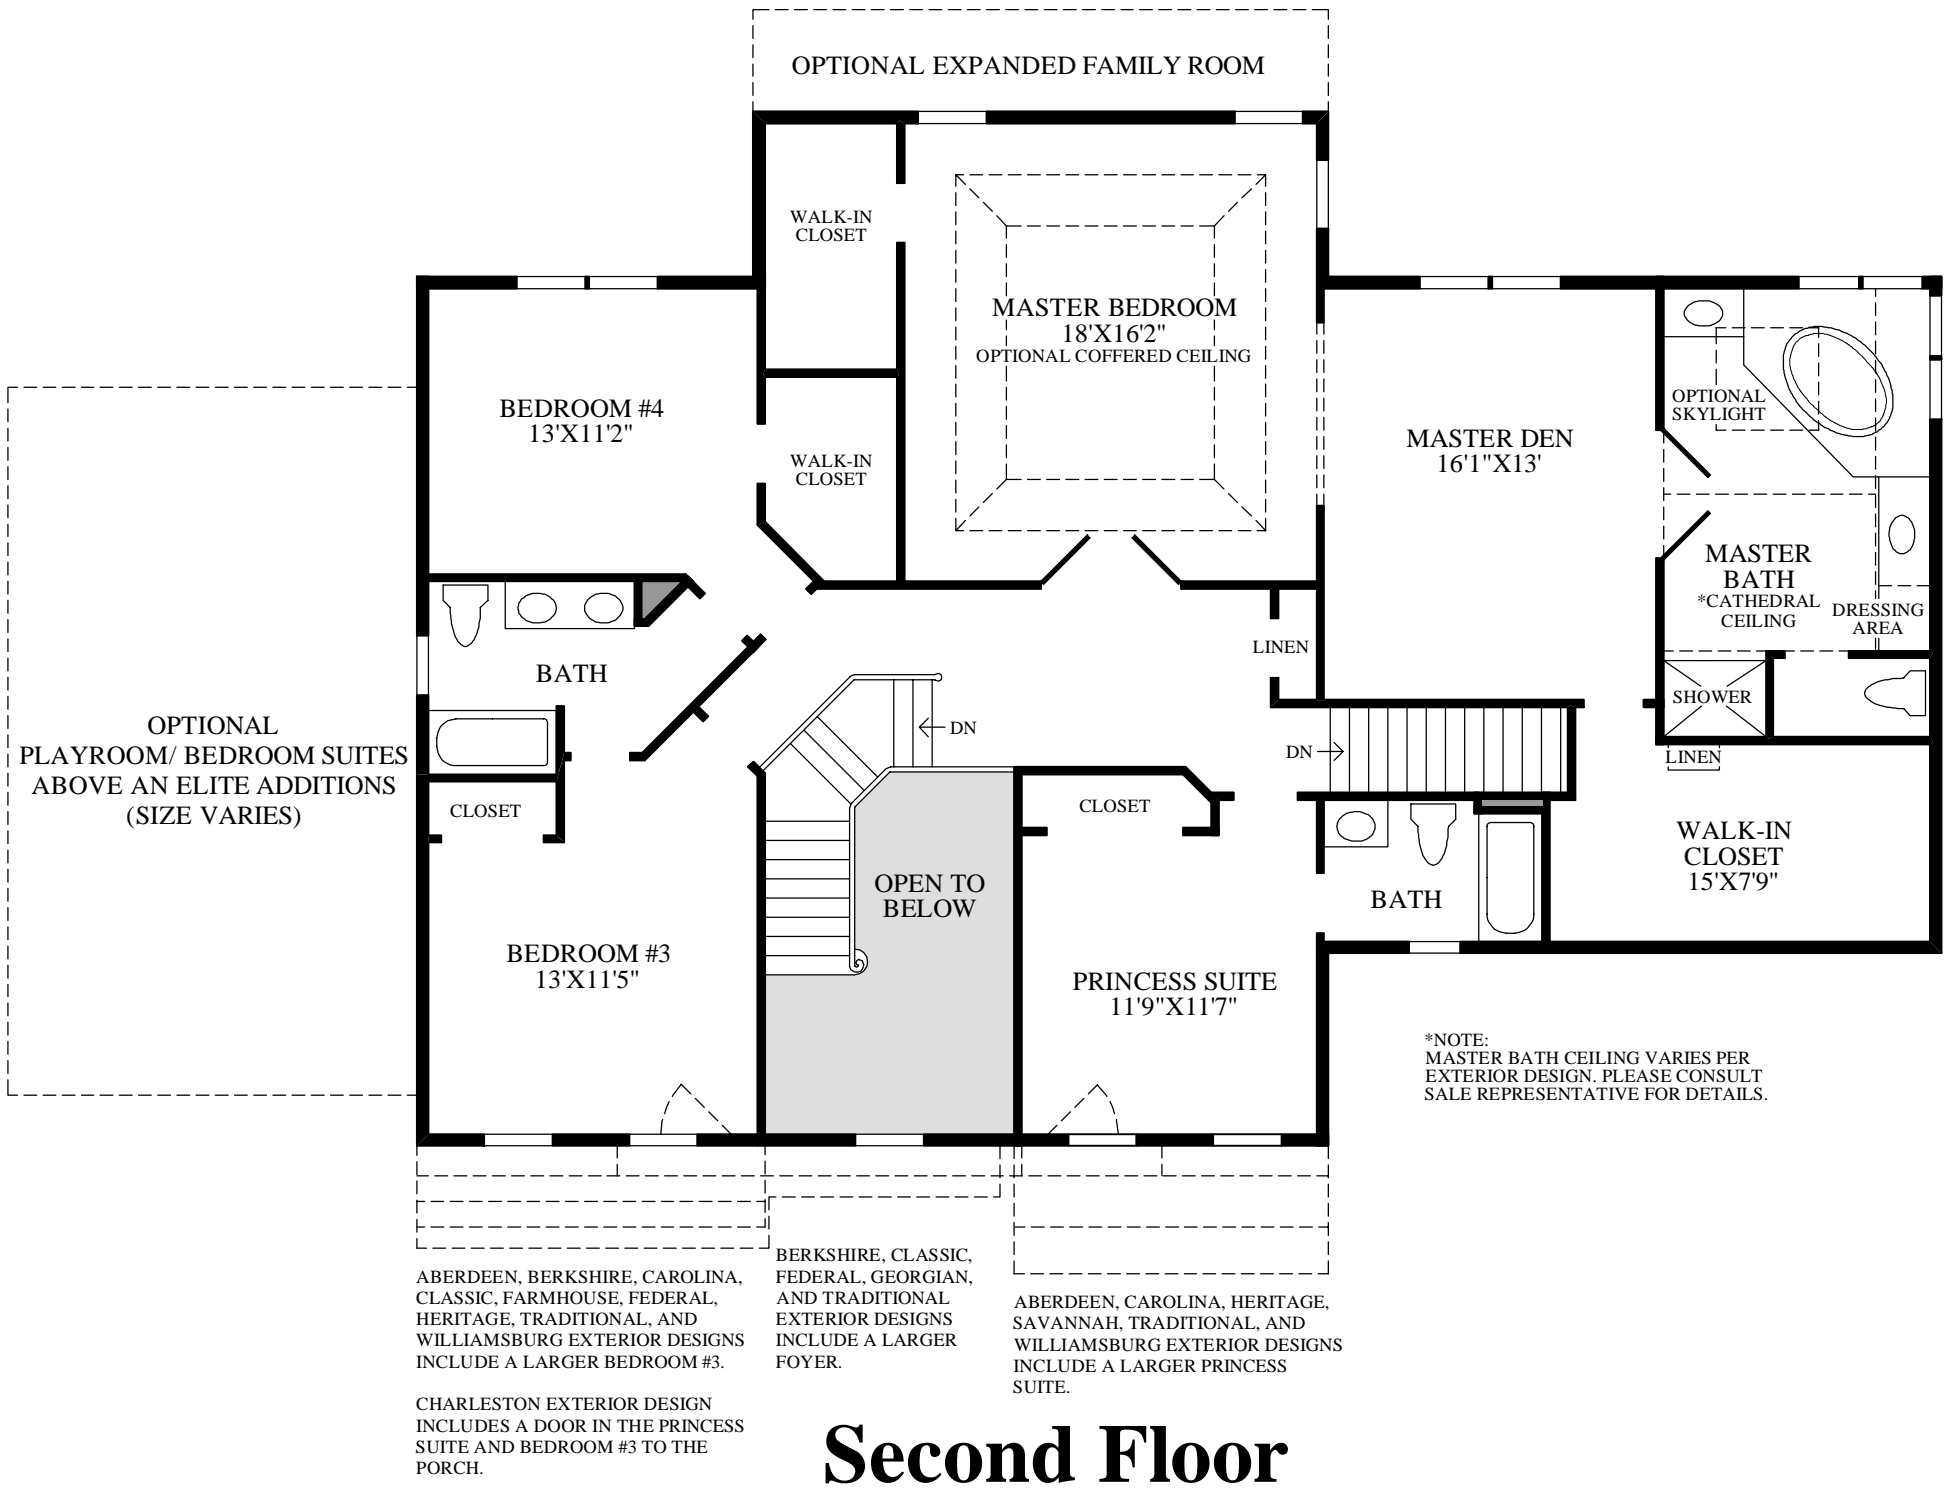 OPTIONAL EXPANDED FAMILY ROOM
WALK-IN
CLOSET
MASTER BEDROOM
18'X16'2"
OPTIONAL COFFERED CEILING
BEDROOM #4
13'X11'2"
WALK-IN
CLOSET
MASTER DEN
16'1"X13'
OPTIONAL
SKYLIGHT
MASTER
BATH
*CATHEDRAL
CEILING
DRESSING
AREA
LINEN
BATH
SHOWER
OPTIONAL
PLAYROOM/ BEDROOM SUITES
ABOVE AN ELITE ADDITIONS
(SIZE VARIES)
DN
DN
LINEN
CLOSET
CLOSET
WALK-IN
CLOSET
15'X7'9"
OPEN TO
BELOW
BATH
BEDROOM #3
13'X11'5"
PRINCESS SUITE
11'9"X11'7"
*NOTE:
MASTER BATH CEILING VARIES PER
EXTERIOR DESIGN. PLEASE CONSULT
SALE REPRESENTATIVE FOR DETAILS.
ABERDEEN, BERKSHIRE, CAROLINA,
CLASSIC, FARMHOUSE, FEDERAL,
HERITAGE, TRADITIONAL, AND
WILLIAMSBURG EXTERIOR DESIGNS
INCLUDE A LARGER BEDROOM #3.
CHARLESTON EXTERIOR DESIGN
INCLUDES A DOOR IN THE PRINCESS
SUITE AND BEDROOM #3 TO THE
PORCH.
BERKSHIRE, CLASSIC,
FEDERAL, GEORGIAN,
AND TRADITIONAL
EXTERIOR DESIGNS
INCLUDE A LARGER
FOYER.
ABERDEEN, CAROLINA, HERITAGE,
SAVANNAH, TRADITIONAL, AND
WILLIAMSBURG EXTERIOR DESIGNS
INCLUDE A LARGER PRINCESS
SUITE.
Second Floor